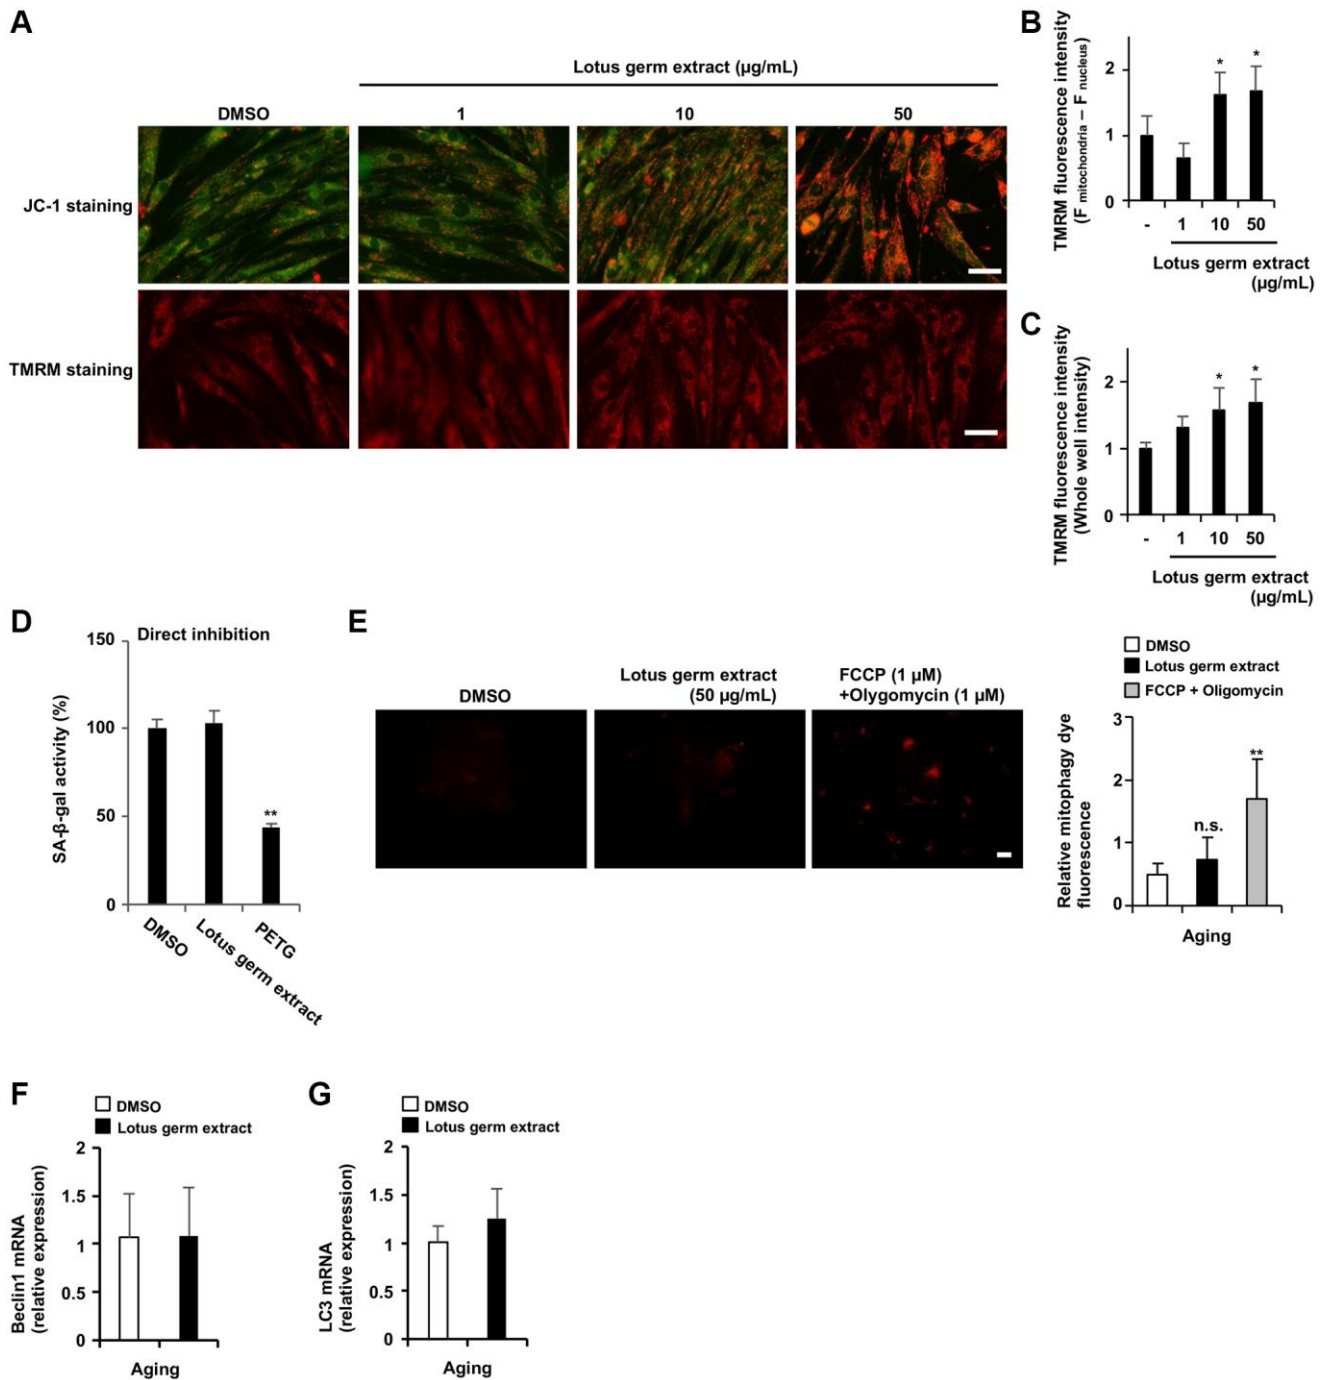 A
Lotus germ extract (μg/mL)
DMSO
1
10
50
JC-1 staining
TMRM staining
B
TMRM fluorescence intensity
(F mitochondria – F nucleus)
2
1
0
*
*
-
1
10
50
Lotus germ extract
(μg/mL)
C
TMRM fluorescence intensity
(Whole well intensity)
2
1
0
*
*
-
1
10
50
Lotus germ extract
(μg/mL)
D
Direct inhibition
SA-β-gal activity (%)
150
100
50
0
**
DMSO
Lotus germ extract
PETG
E
DMSO
Lotus germ extract
(50 μg/mL)
FCCP (1 μM)
+Olygomycin (1 μM)
DMSO
Lotus germ extract
FCCP + Oligomycin
Relative mitophagy dye
fluorescence
3
2
1
0
n.s.
**
Aging
F
DMSO
Lotus germ extract
Beclin1 mRNA
(relative expression)
2
1.5
1
0.5
0
Aging
G
DMSO
Lotus germ extract
LC3 mRNA
(relative expression)
2
1.5
1
0.5
0
Aging